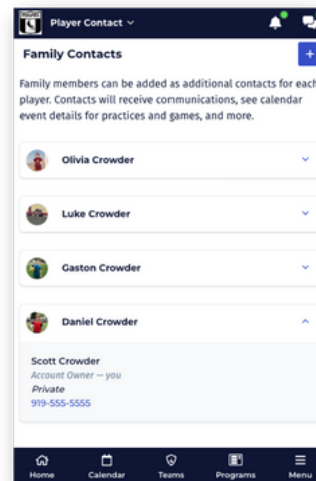 Player Contact
Family Contacts
+
Family members can be added as additional contacts for each
player. Contacts will receive communications, see calendar
event details for practices and games, and more.
Olivia Crowder
Luke Crowder
Gaston Crowder
Daniel Crowder
Scott Crowder
Account Owner — you
Private
919-555-5555
Home Calendar Teams Programs Menu